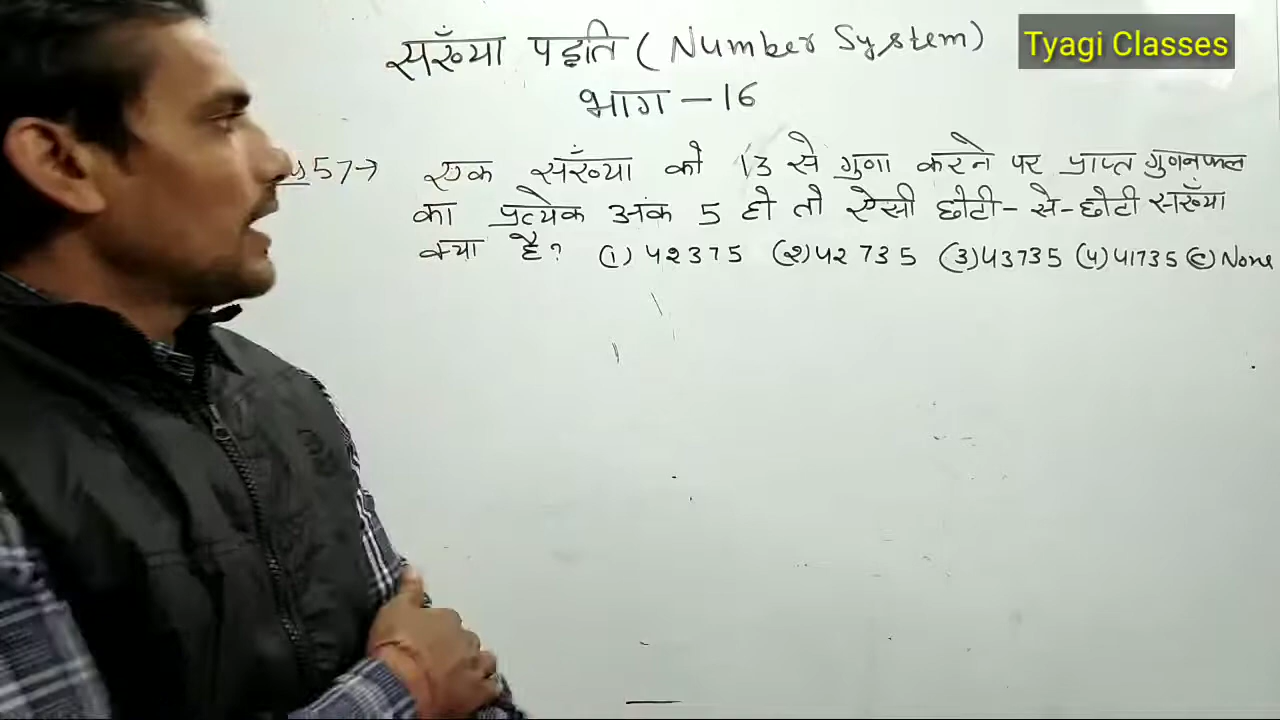 सँख्या पद्धति ( Number System)
Tyagi Classes
भाग - 16
57→ एक सँख्या को 13 से गुणा करने पर प्राप्त गुणनफल
का प्रत्येक अंक 5 हो तो ऐसी छोटी-से-छोटी सँख्या
क्या है? (1) 42375 (2) 42735 (3) 43735 (4) 41735 (e) None